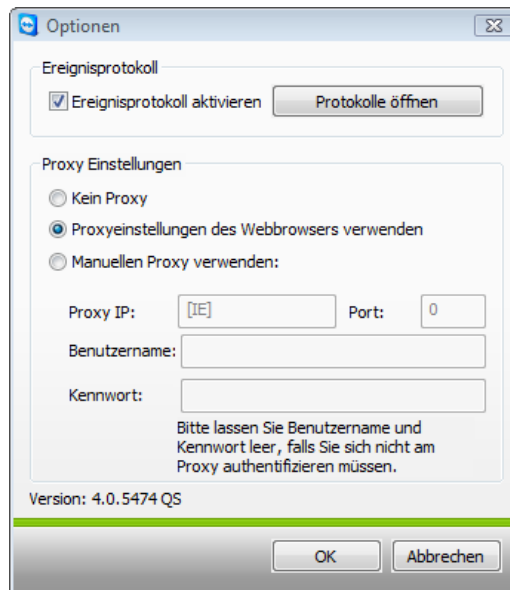 Optionen
Ereignisprotokoll
Ereignisprotokoll aktivieren
Protokolle öffnen
Proxy Einstellungen
Kein Proxy
Proxyeinstellungen des Webbrowsers verwenden
Manuellen Proxy verwenden:
Proxy IP: [IE] Port: 0
Benutzername:
Kennwort:
Bitte lassen Sie Benutzername und
Kennwort leer, falls Sie sich nicht am
Proxy authentifizieren müssen.
Version: 4.0.5474 QS
OK Abbrechen